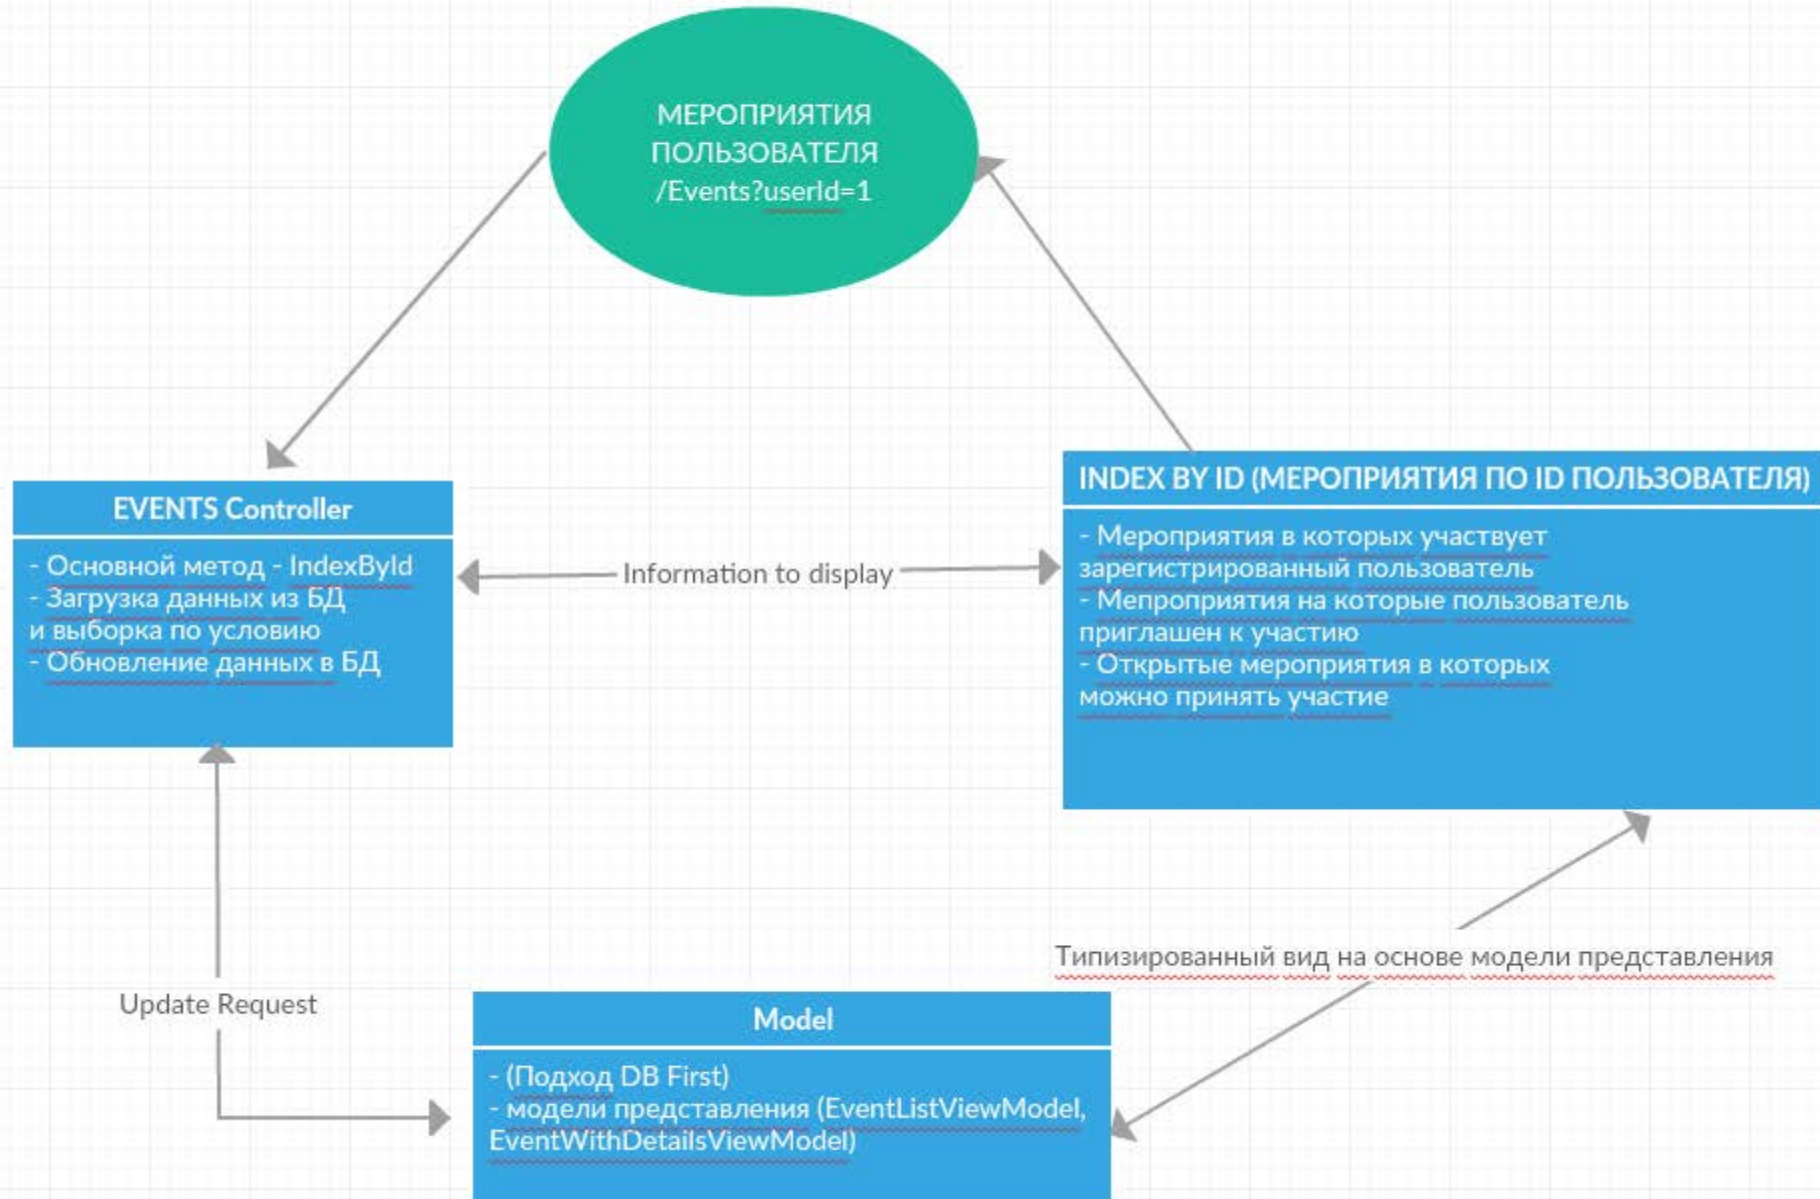 МЕРОПРИЯТИЯ
ПОЛЬЗОВАТЕЛЯ
/Events?userId=1
EVENTS Controller
- Основной метод - IndexById
- Загрузка данных из БД
и выборка по условию
- Обновление данных в БД
Information to display
INDEX BY ID (МЕРОПРИЯТИЯ ПО ID ПОЛЬЗОВАТЕЛЯ)
- Мероприятия в которых участвует
зарегистрированный пользователь
- Мепроприятия на которые пользователь
приглашен к участию
- Открытые мероприятия в которых
можно принять участие
Типизированный вид на основе модели представления
Update Request
Model
- (Подход DB First)
- модели представления (EventListViewModel,
EventWithDetailsViewModel)